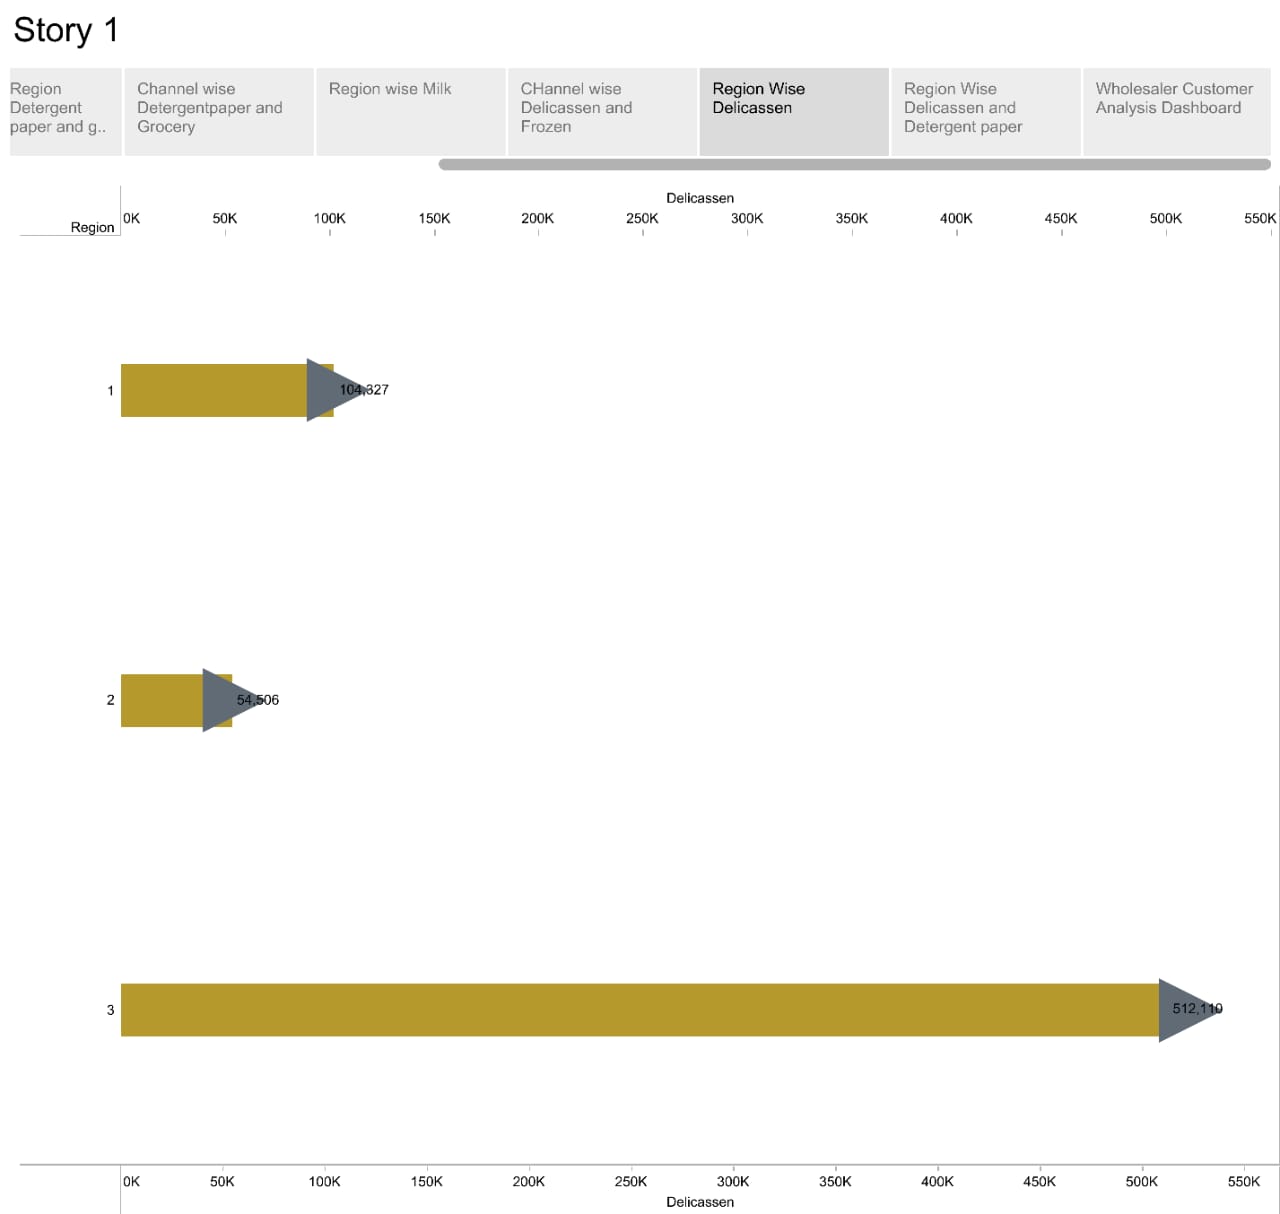 Story 1
Region
Detergent
paper and g..
Channel wise
Detergentpaper and
Grocery
Region wise Milk
CHannel wise
Delicassen and
Frozen
Region Wise
Delicassen
Region Wise
Delicassen and
Detergent paper
Wholesaler Customer
Analysis Dashboard
Delicassen
Region
0K 50K 100K 150K 200K 250K 300K 350K 400K 450K 500K 550K
1 104,327
2 54,506
3 512,110
0K 50K 100K 150K 200K 250K 300K 350K 400K 450K 500K 550K
Delicassen